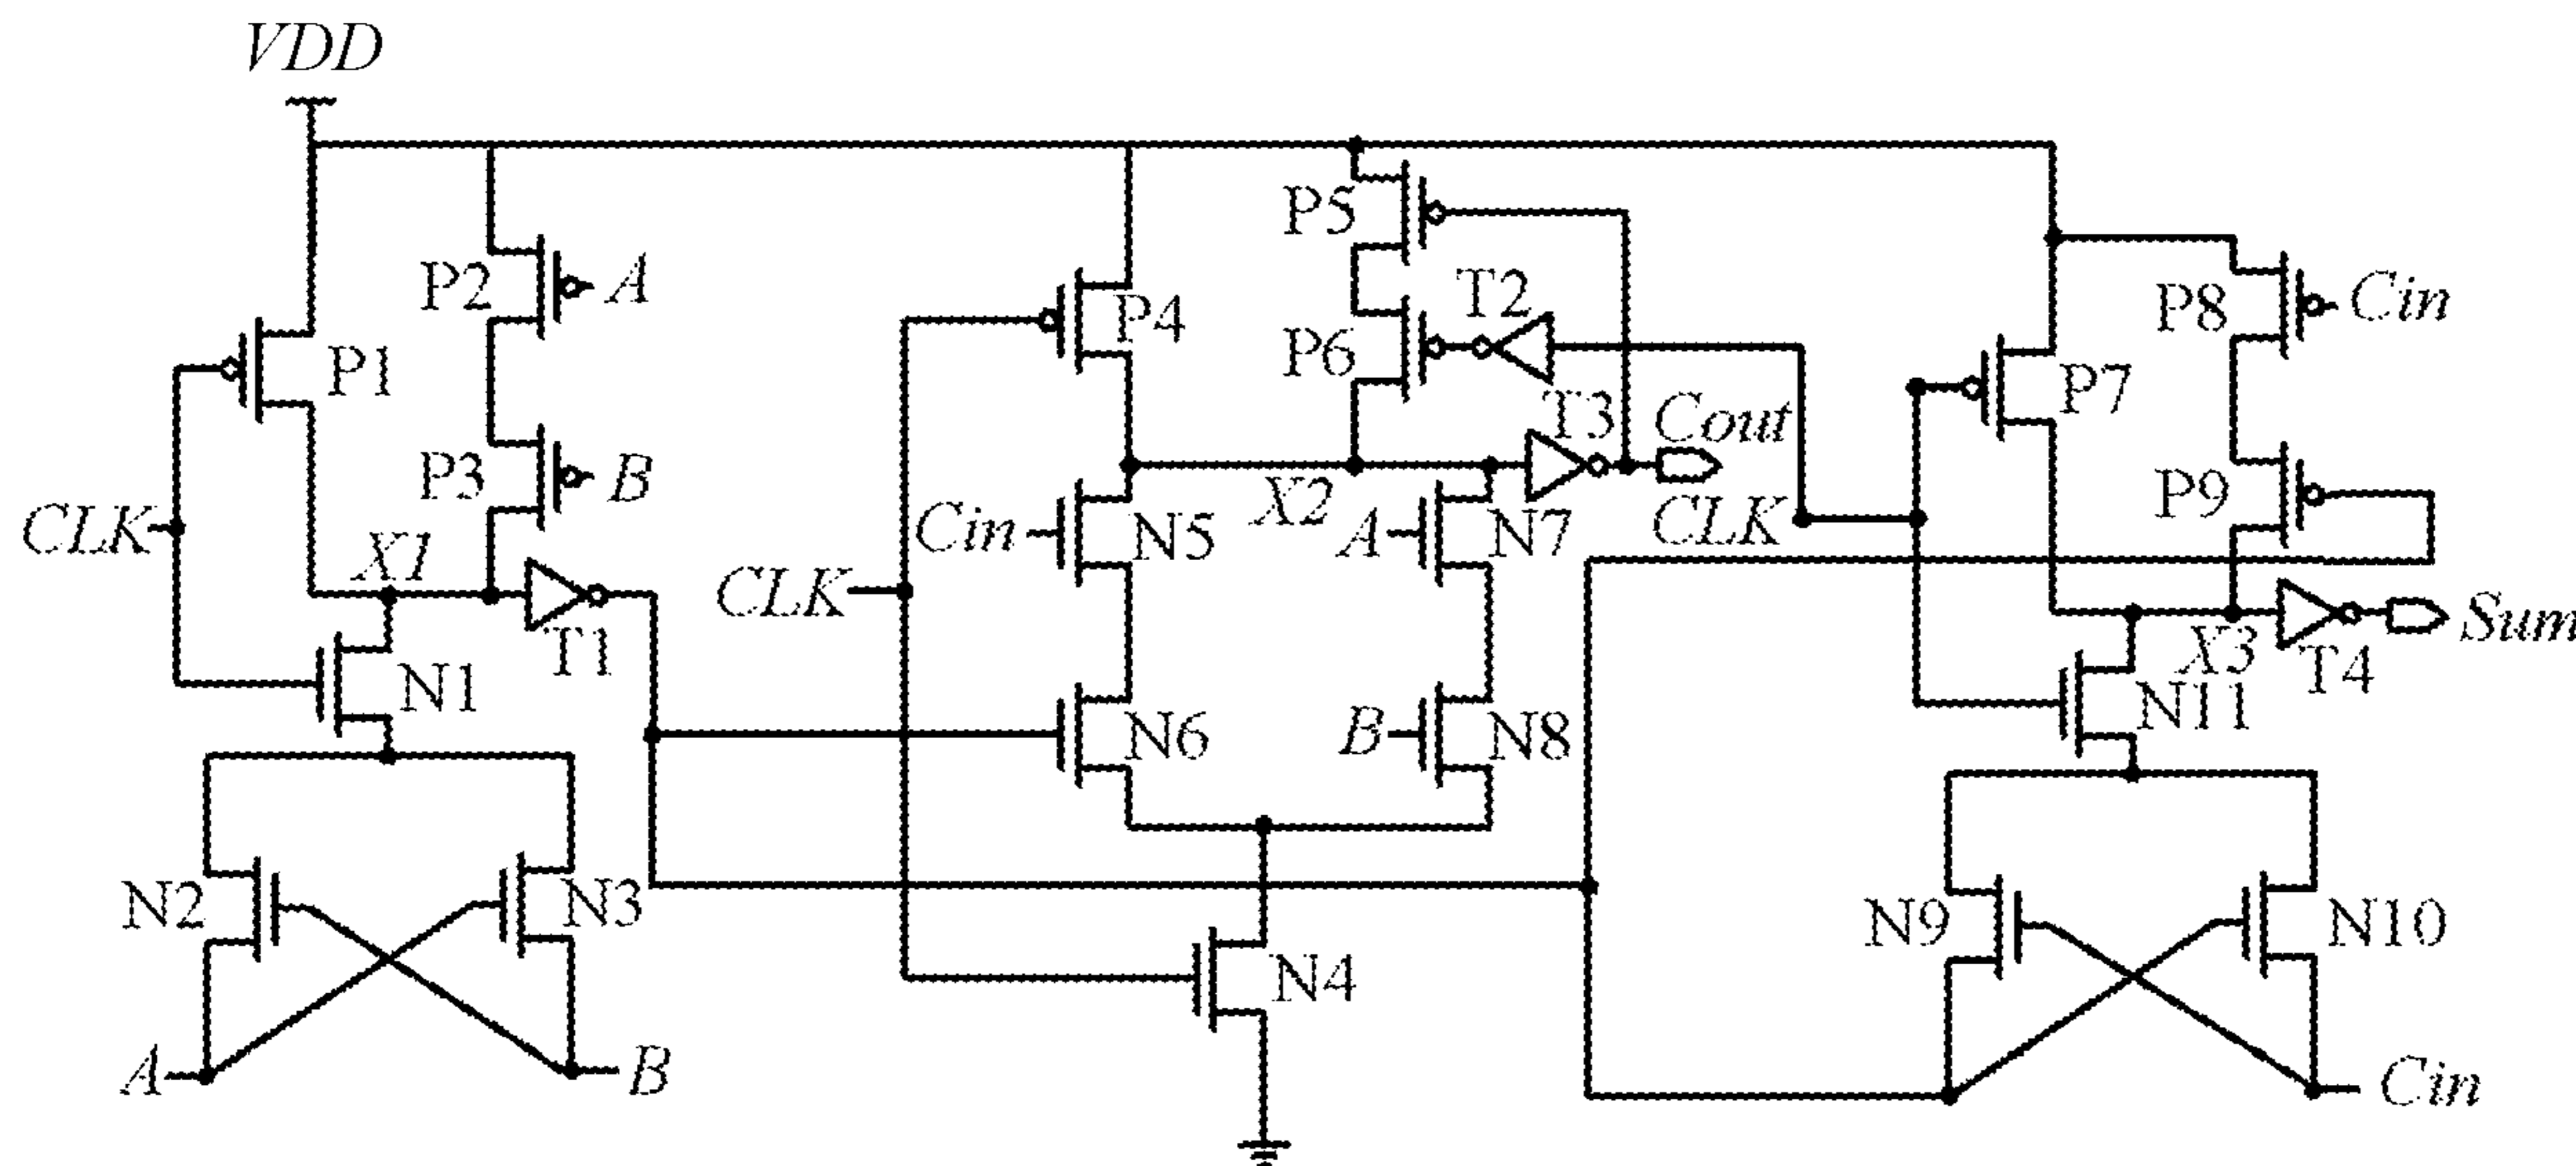 VDD
P1
P2
A
P3
B
CLK
X1
T1
N1
N2
N3
A
B
P4
P5
P6
T2
T3
Cout
CLK
Cin
N5
X2
A
N7
CLK
N6
B
N8
N4
P7
P8
Cin
P9
X3
T4
Sum
N11
N9
N10
Cin